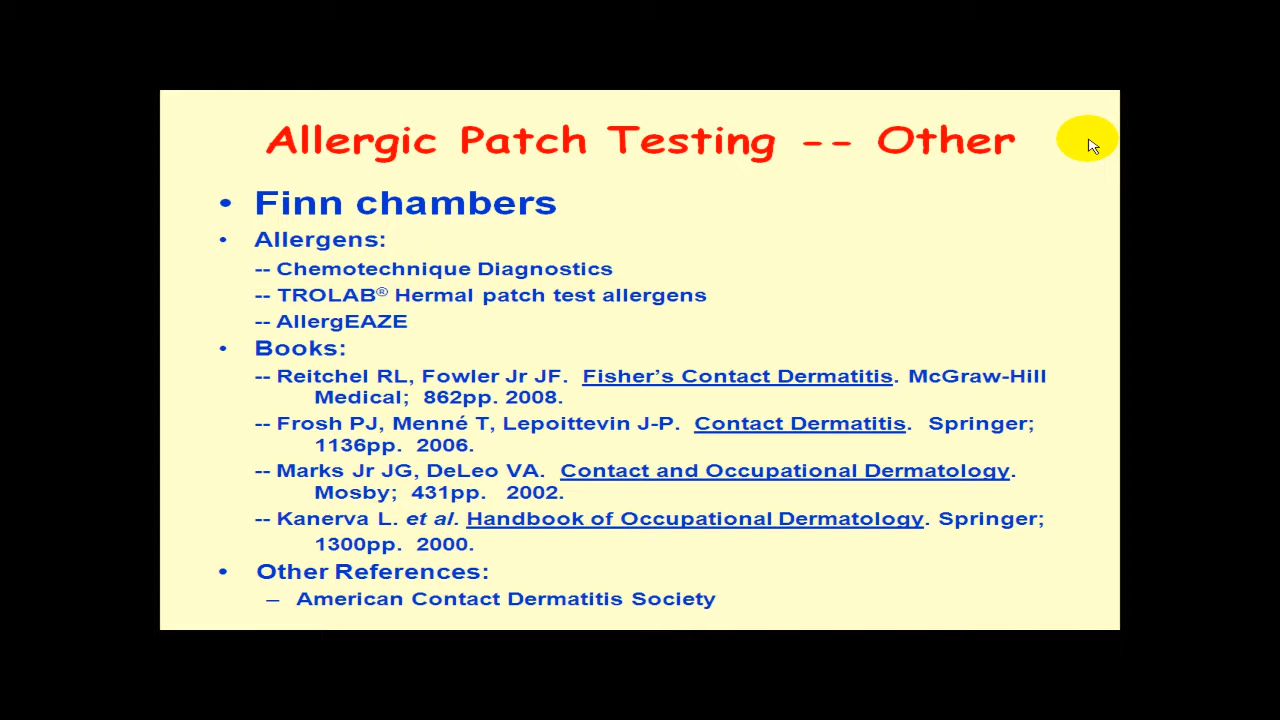 Allergic Patch Testing -- Other
• Finn chambers
• Allergens:
-- Chemotechnique Diagnostics
-- TROLAB® Hermal patch test allergens
-- AllergEAZE
• Books:
-- Reitchel RL, Fowler Jr JF. Fisher's Contact Dermatitis. McGraw-Hill
Medical; 862pp. 2008.
-- Frosh PJ, Menné T, Lepoittevin J-P. Contact Dermatitis. Springer;
1136pp. 2006.
-- Marks Jr JG, DeLeo VA. Contact and Occupational Dermatology.
Mosby; 431pp. 2002.
-- Kanerva L. et al. Handbook of Occupational Dermatology. Springer;
1300pp. 2000.
• Other References:
– American Contact Dermatitis Society